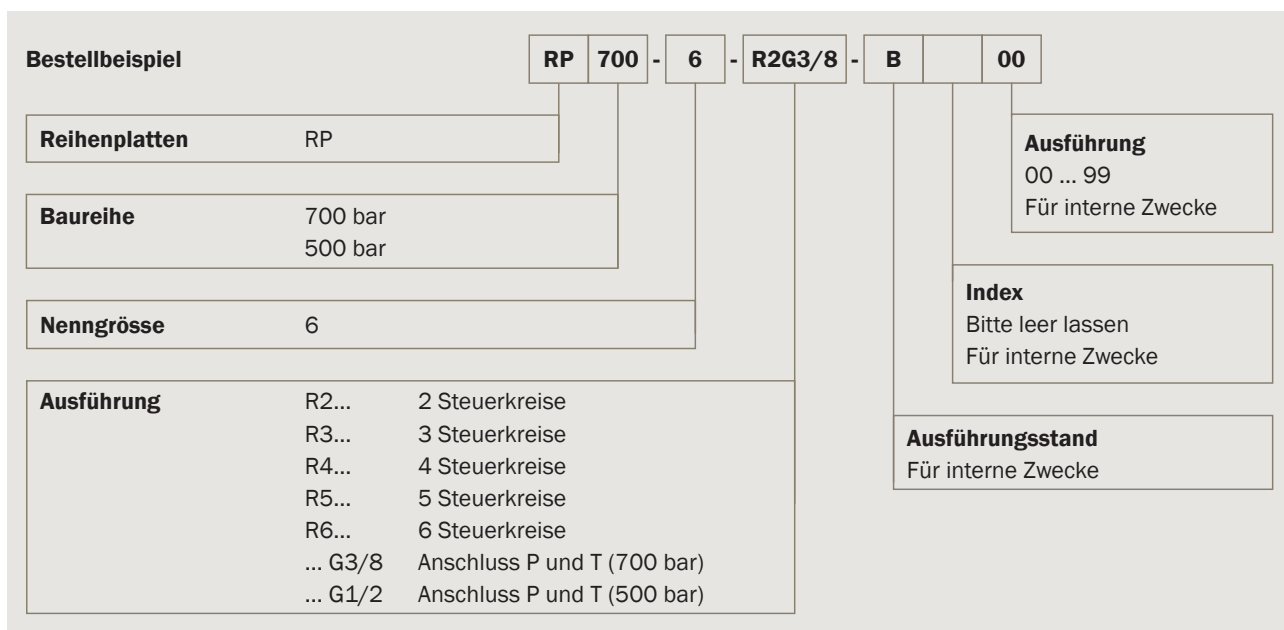 Bestellbeispiel RP 700 - 6 - R2G3/8 - B 00
Reihenplatten RP
Baureihe 700 bar
500 bar
Nenngrösse 6
Ausführung R2... 2 Steuerkreise
R3... 3 Steuerkreise
R4... 4 Steuerkreise
R5... 5 Steuerkreise
R6... 6 Steuerkreise
... G3/8 Anschluss P und T (700 bar)
... G1/2 Anschluss P und T (500 bar)
Ausführung
00 ... 99
Für interne Zwecke
Index
Bitte leer lassen
Für interne Zwecke
Ausführungsstand
Für interne Zwecke